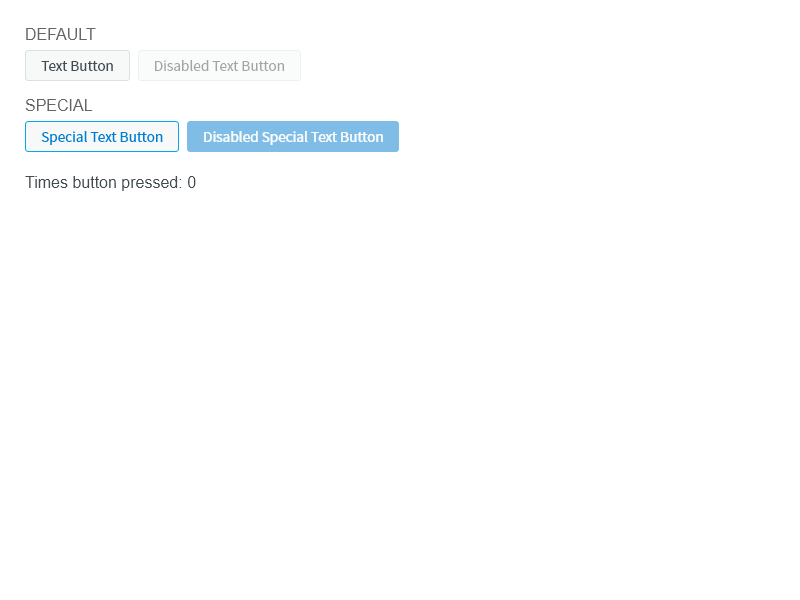 DEFAULT
Text Button Disabled Text Button
SPECIAL
Special Text Button Disabled Special Text Button
Times button pressed: 0